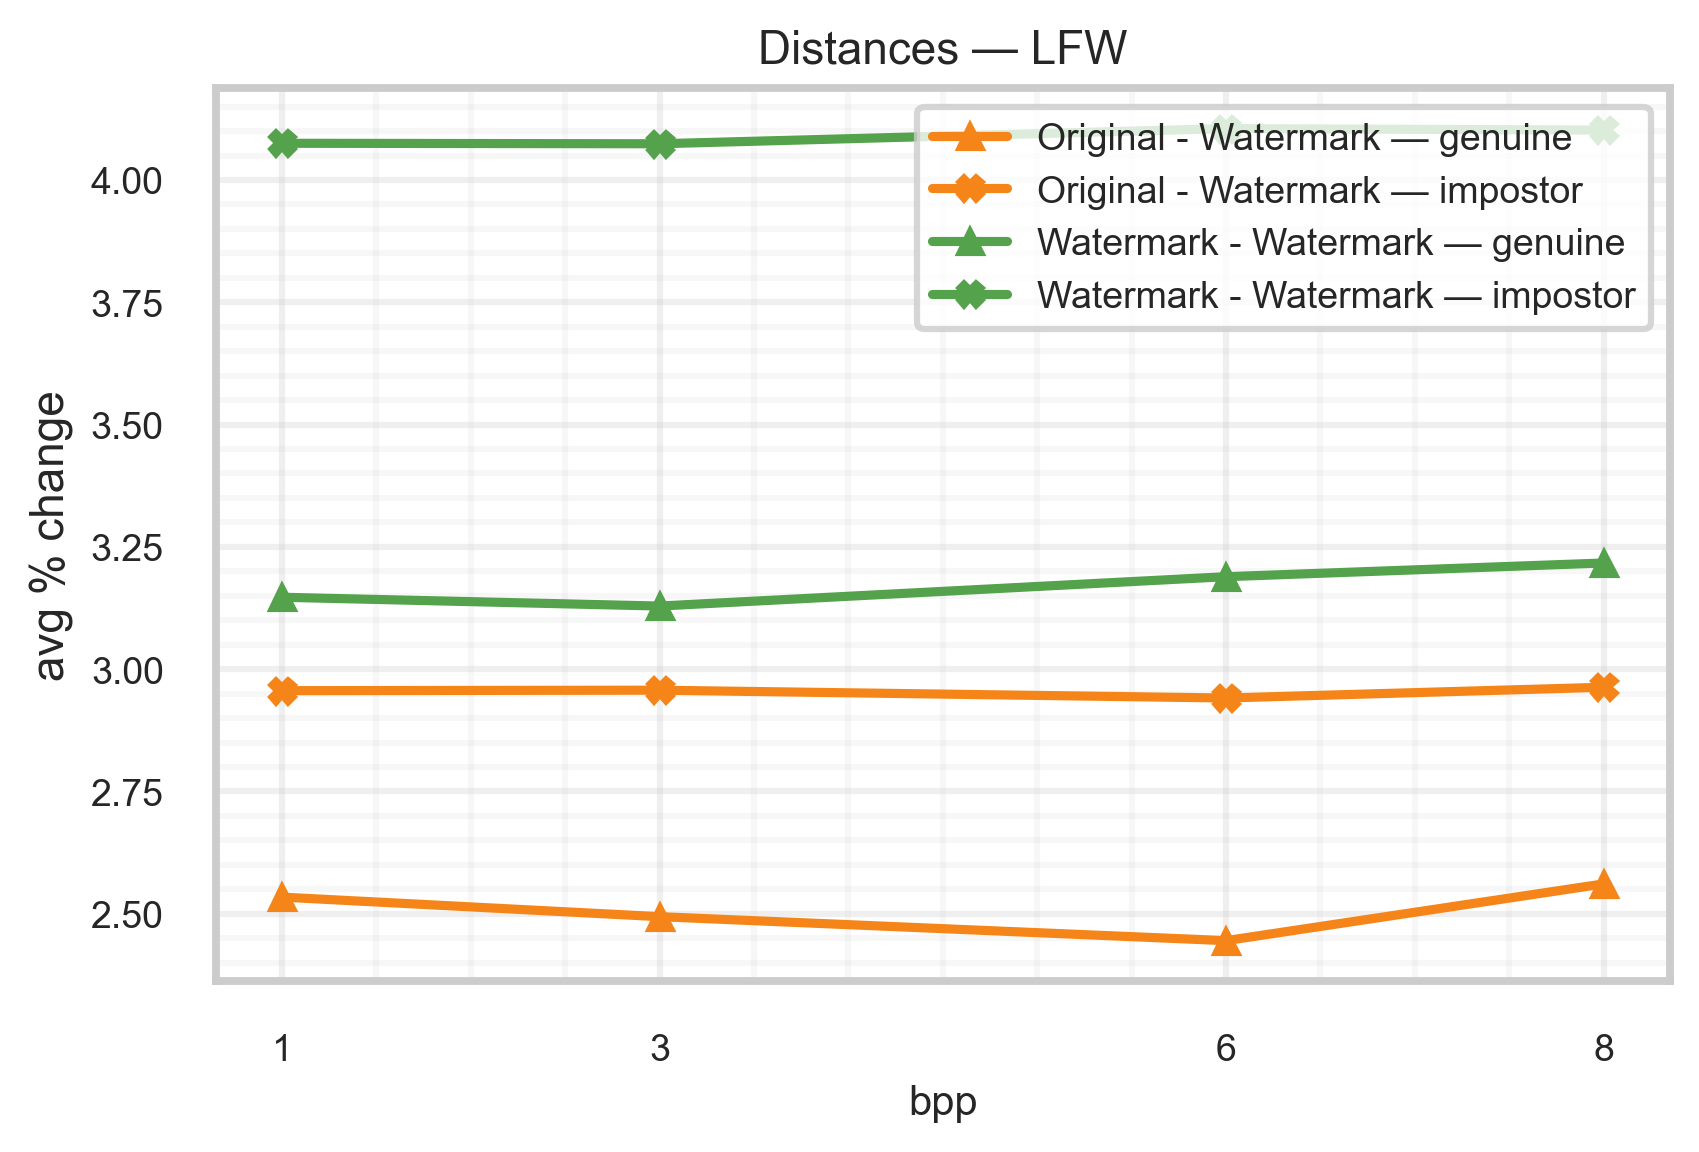 Distances — LFW
Original - Watermark — genuine
Original - Watermark — impostor
Watermark - Watermark — genuine
Watermark - Watermark — impostor
avg % change
4.00
3.75
3.50
3.25
3.00
2.75
2.50
1 3 6 8
bpp